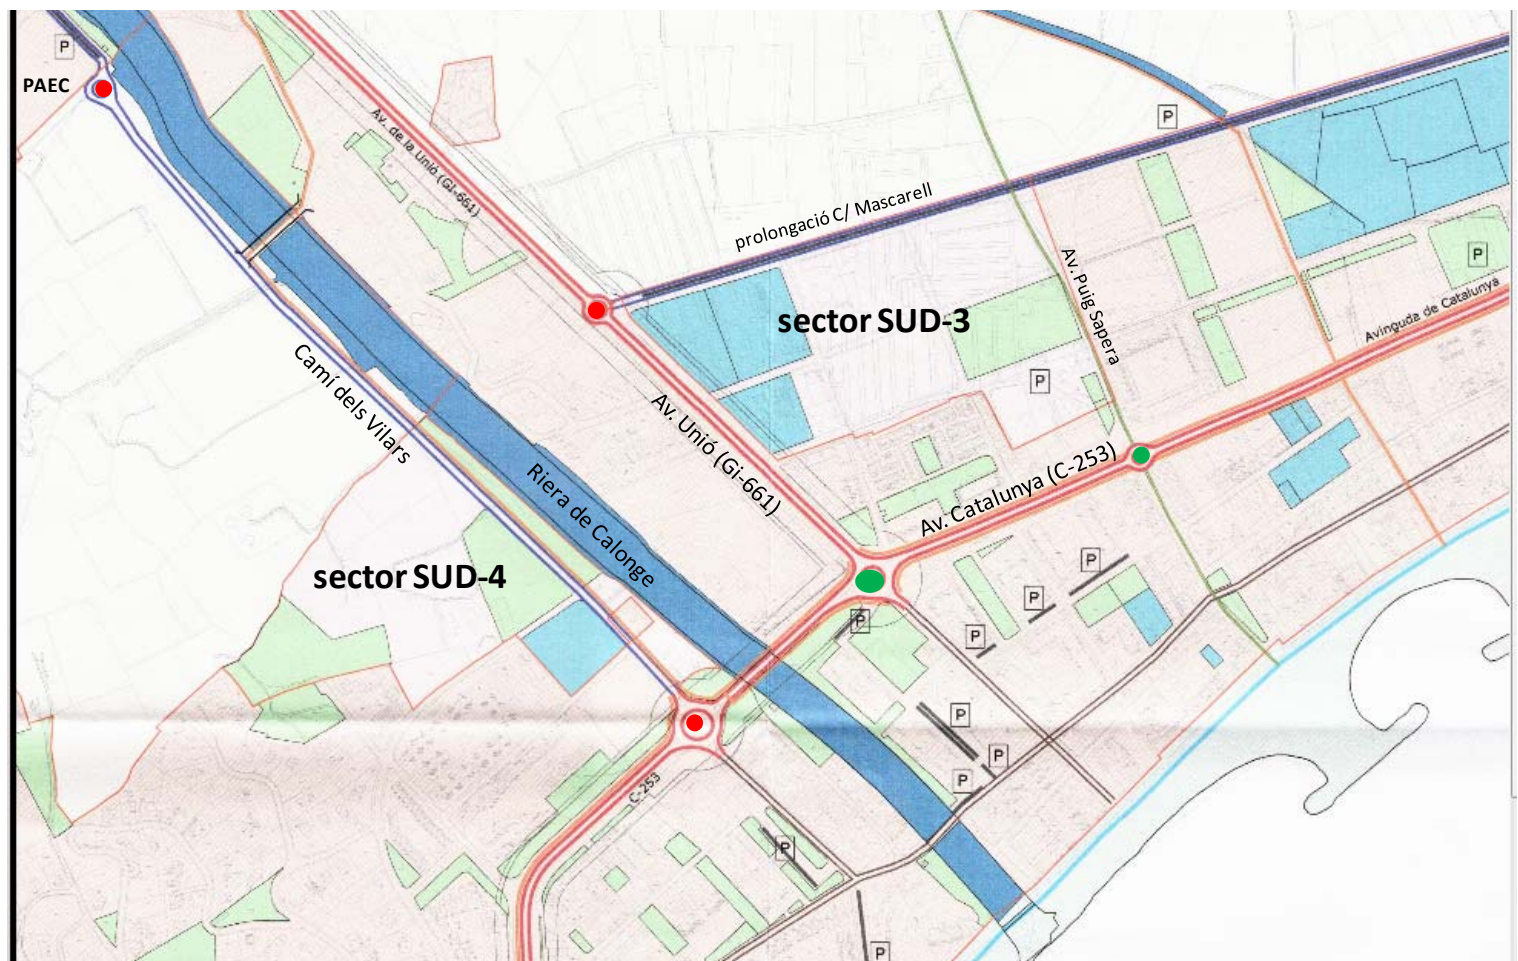 P
PAEC
Av. de la Unió (GI-661)
P
prolongació C/ Mascarell
Av. Puig Sapera
P
sector SUD-3
Avinguda de Catalunya
Camí dels Vilars
P
Av. Unió (Gi-661)
Av. Catalunya (C-253)
Riera de Calonge
sector SUD-4
P
P
P
P
P
P
P
C-253
P
P